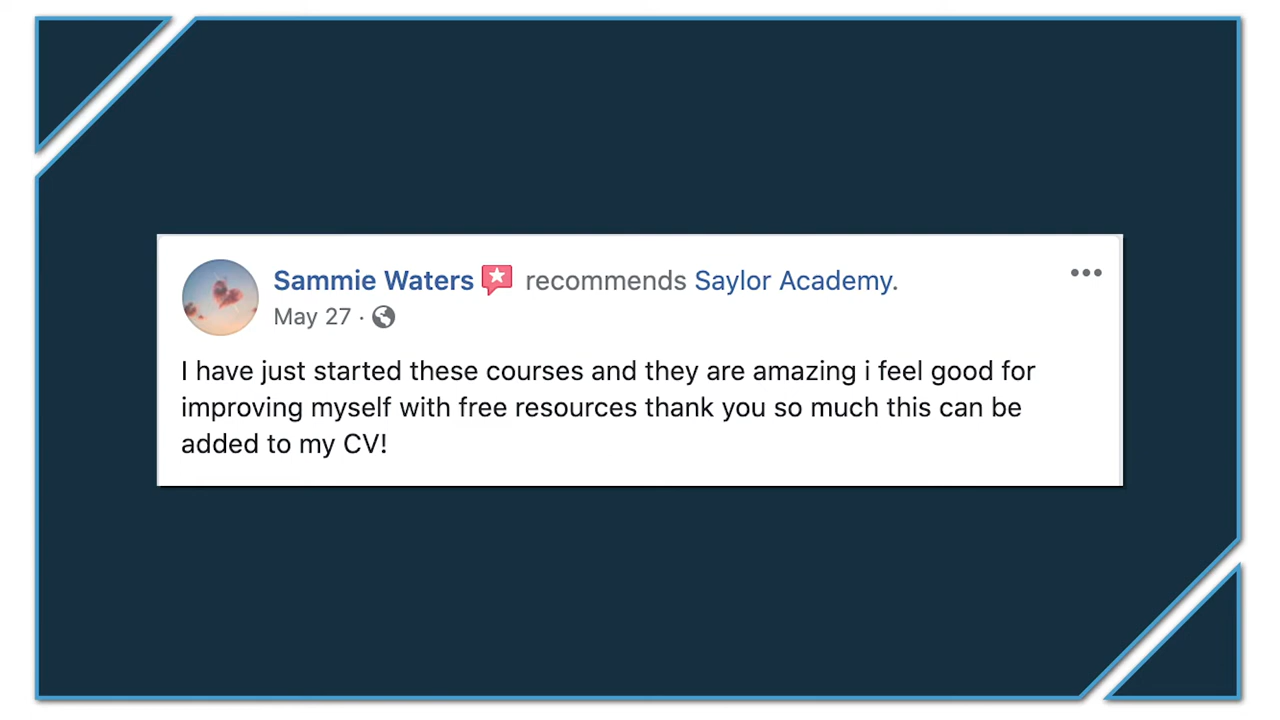 Sammie Waters recommends Saylor Academy.
May 27 ·
I have just started these courses and they are amazing i feel good for
improving myself with free resources thank you so much this can be
added to my CV!